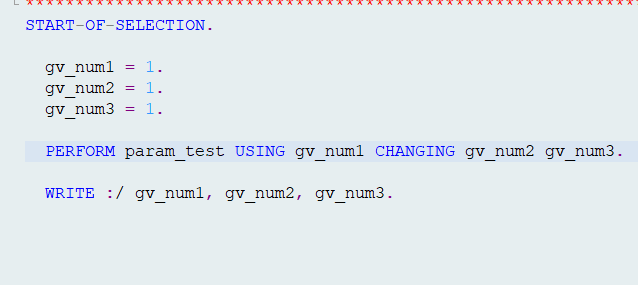 ************************************************************
START-OF-SELECTION.
gv_num1 = 1.
gv_num2 = 1.
gv_num3 = 1.
PERFORM param_test USING gv_num1 CHANGING gv_num2 gv_num3.
WRITE :/ gv_num1, gv_num2, gv_num3.